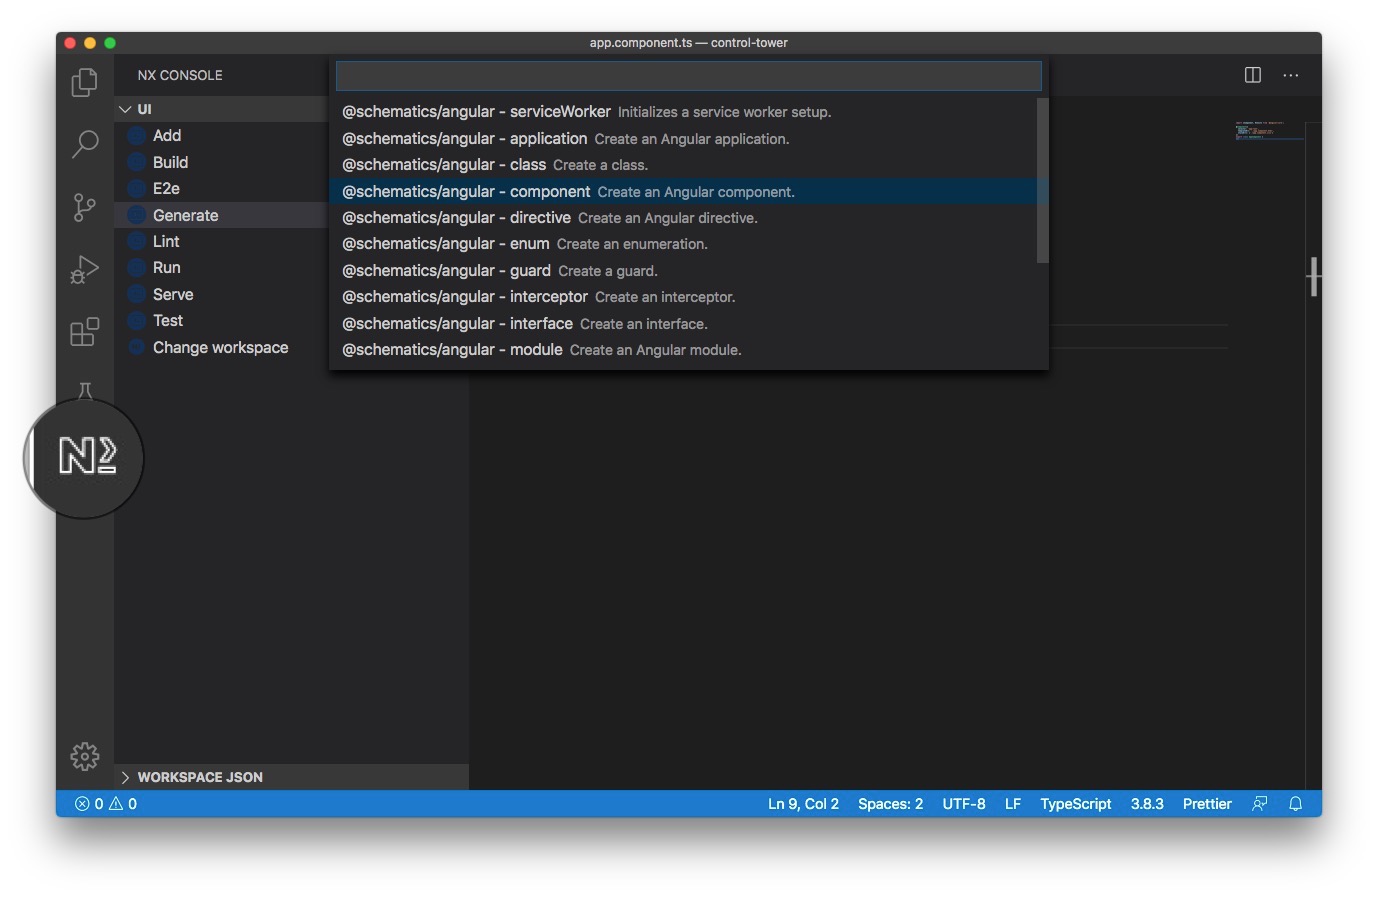 app.component.ts — control-tower
NX CONSOLE
UI
Add
Build
E2e
Generate
Lint
Run
Serve
Test
Change workspace
@schematics/angular - serviceWorker Initializes a service worker setup.
@schematics/angular - application Create an Angular application.
@schematics/angular - class Create a class.
@schematics/angular - component Create an Angular component.
@schematics/angular - directive Create an Angular directive.
@schematics/angular - enum Create an enumeration.
@schematics/angular - guard Create a guard.
@schematics/angular - interceptor Create an interceptor.
@schematics/angular - interface Create an interface.
@schematics/angular - module Create an Angular module.
WORKSPACE JSON
0 0 Ln 9, Col 2 Spaces: 2 UTF-8 LF TypeScript 3.8.3 Prettier